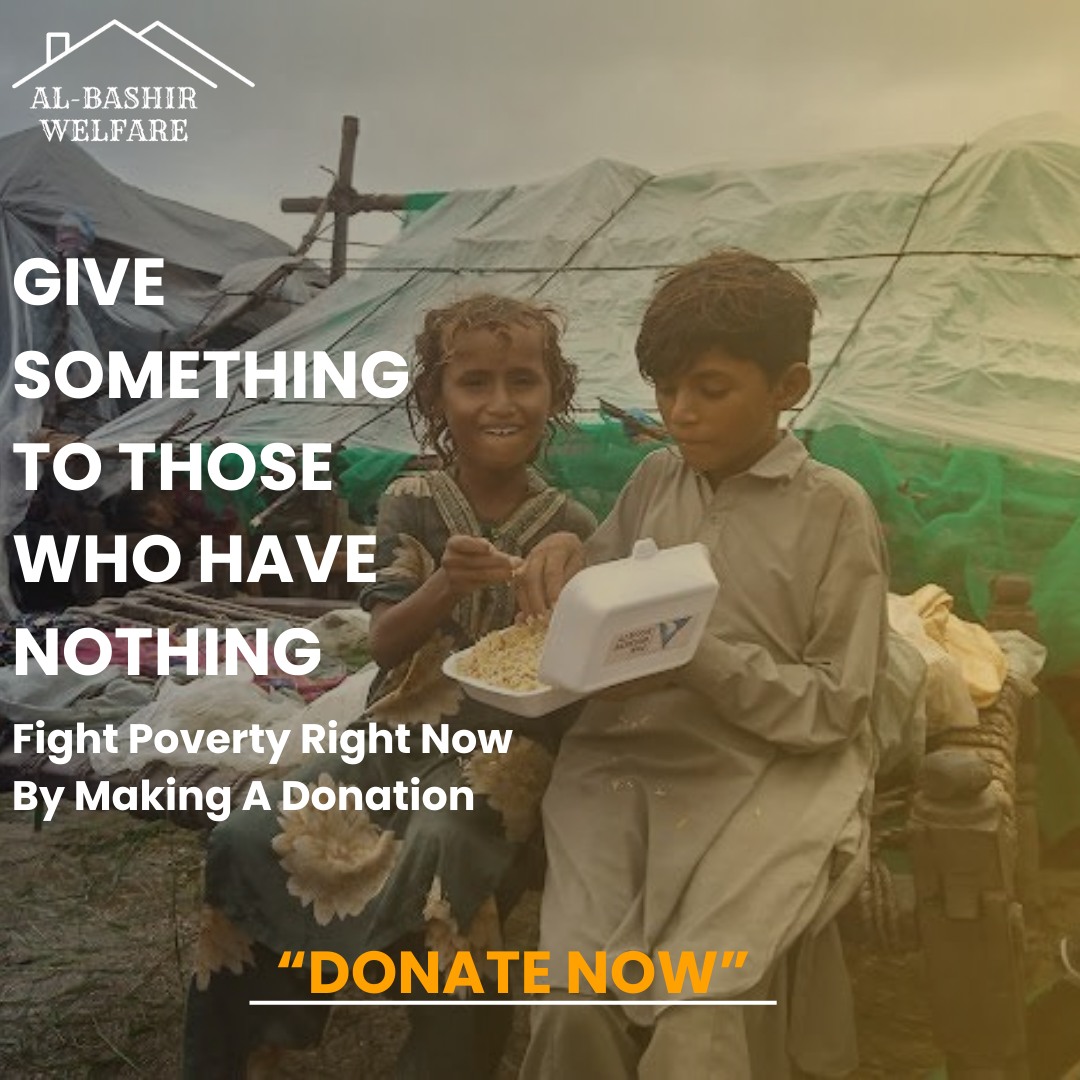 AL-BASHIR
WELFARE
GIVE
SOMETHING
TO THOSE
WHO HAVE
NOTHING
Fight Poverty Right Now
By Making A Donation
“DONATE NOW”